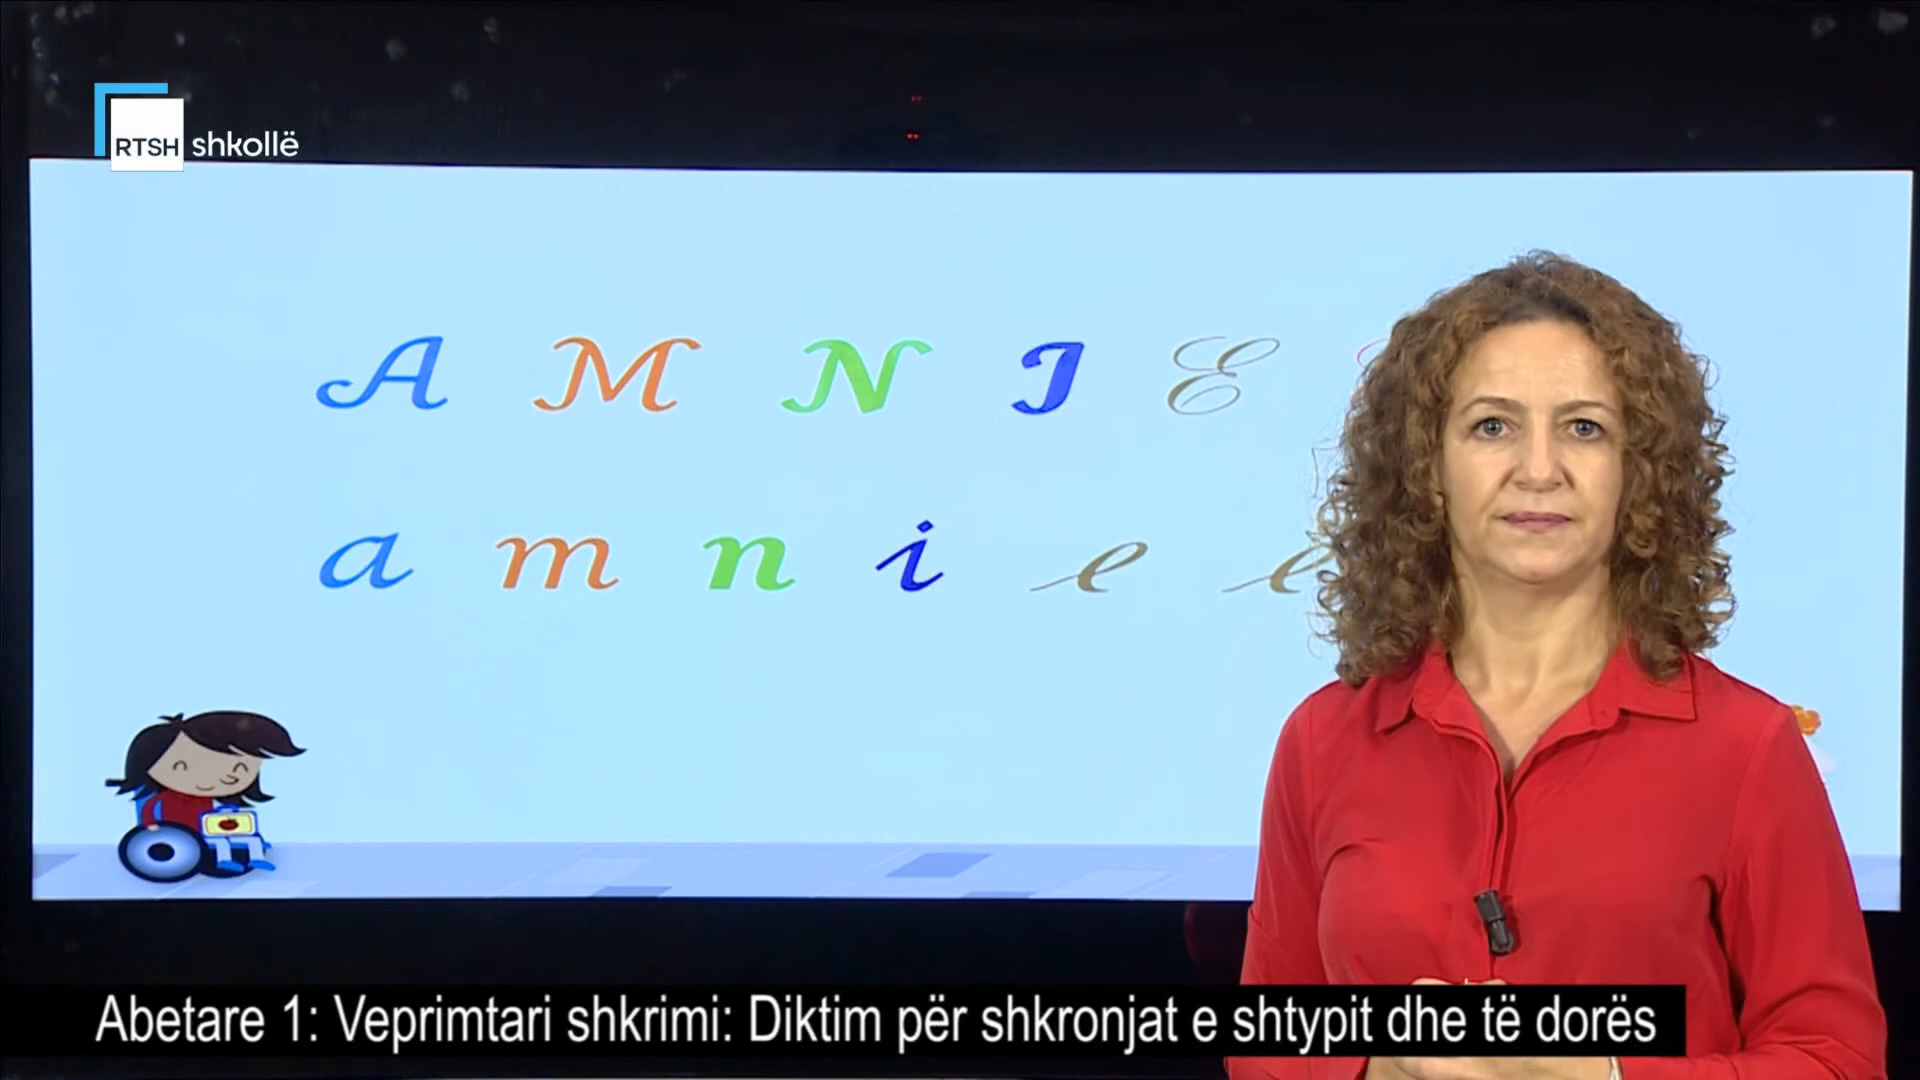 RTSH shkollë
A M N I E
a m n i e e
Abetare 1: Veprimtari shkrimi: Diktim për shkronjat e shtypit dhe të dorës